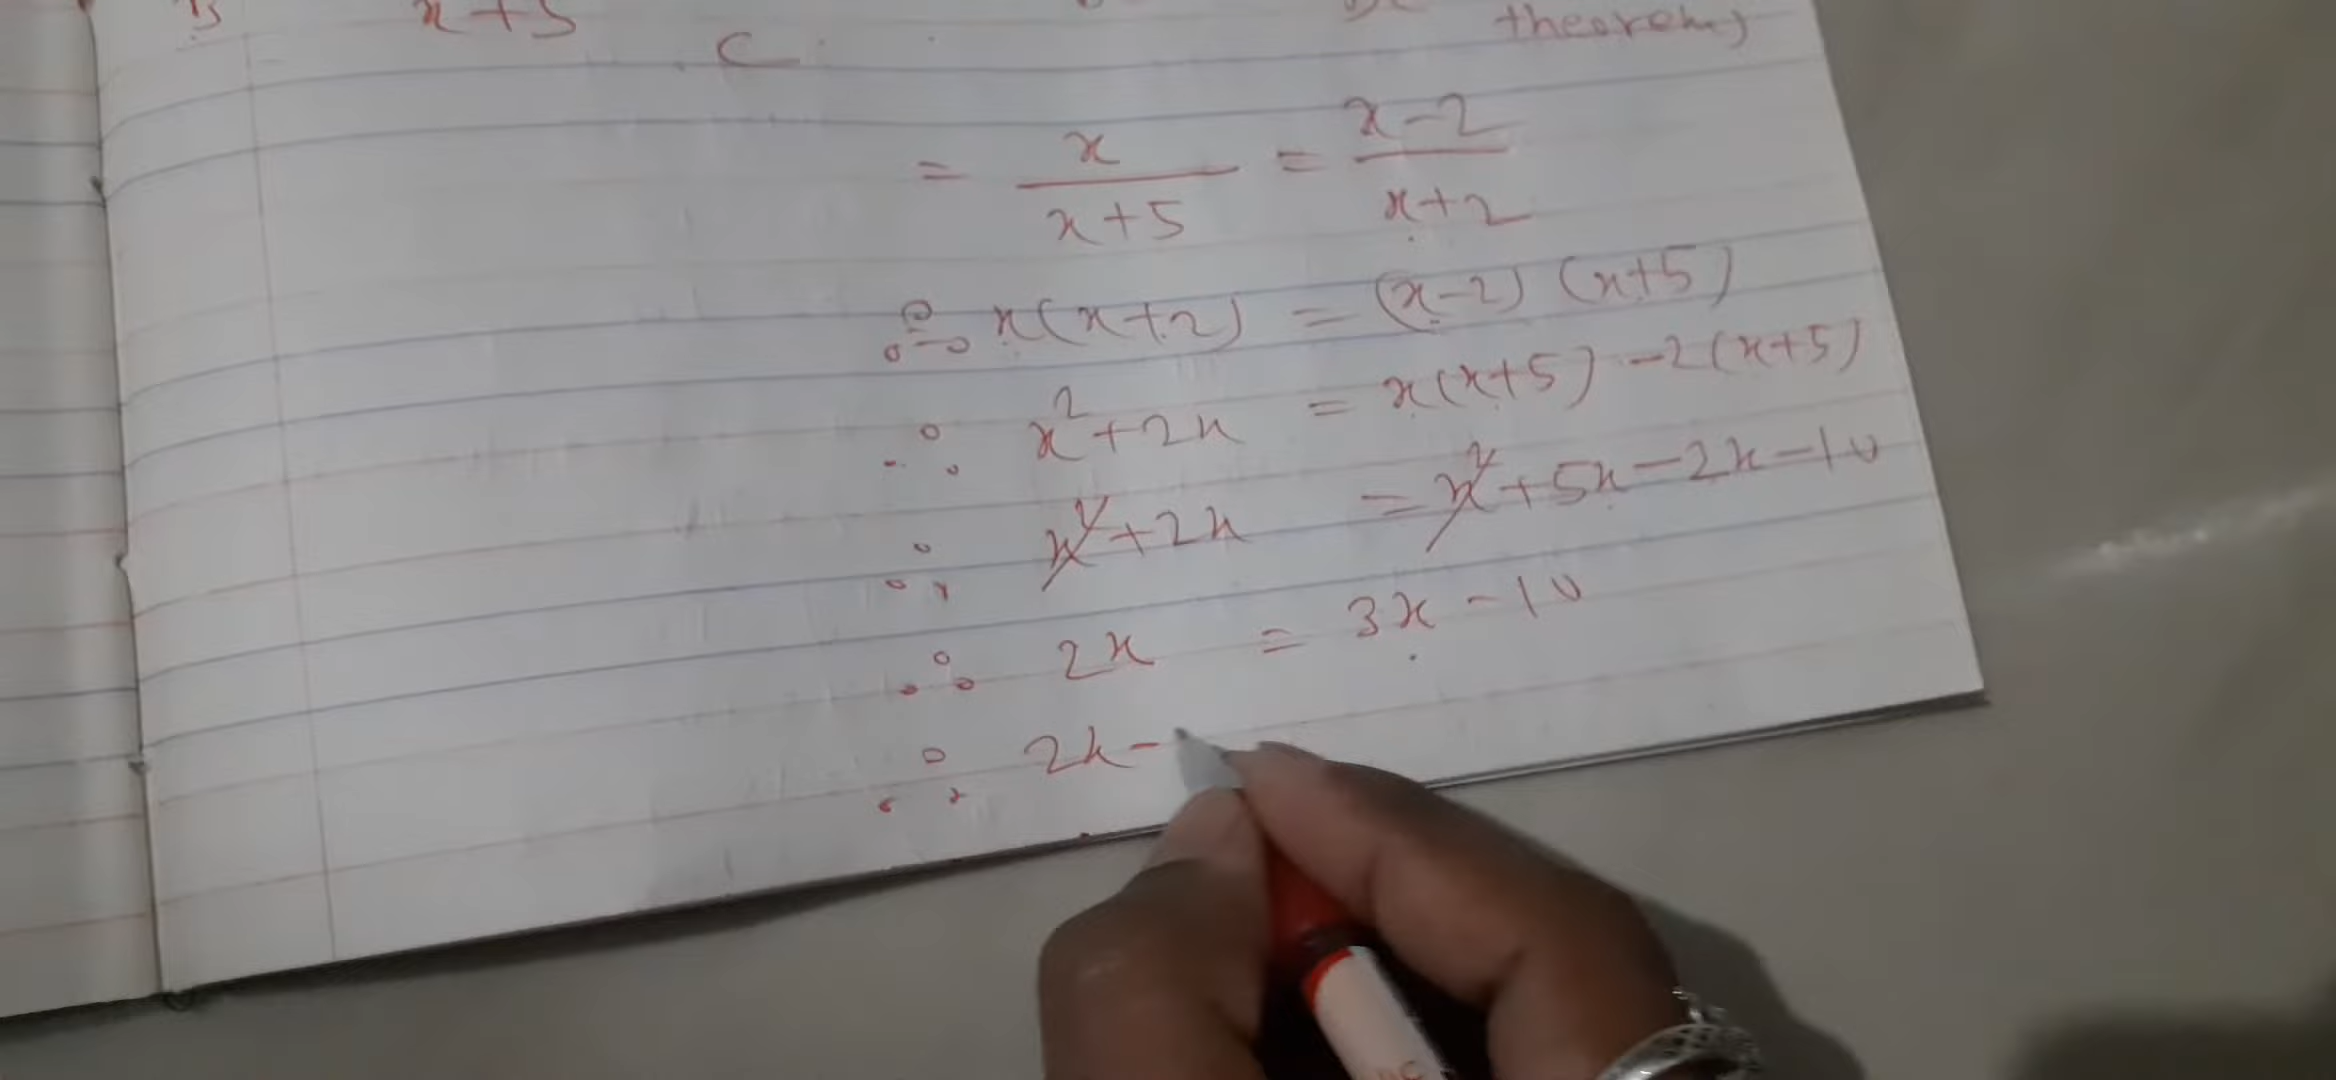 x+5
C
theorem)
= x/(x+5) = (x-2)/(x+2)
∴ x(x+2) = (x-2) (x+5)
∴ x²+2x = x(x+5) -2(x+5)
∴ x²+2x = x²+5x-2x-10
∴ 2x = 3x-10
∴ 2x-